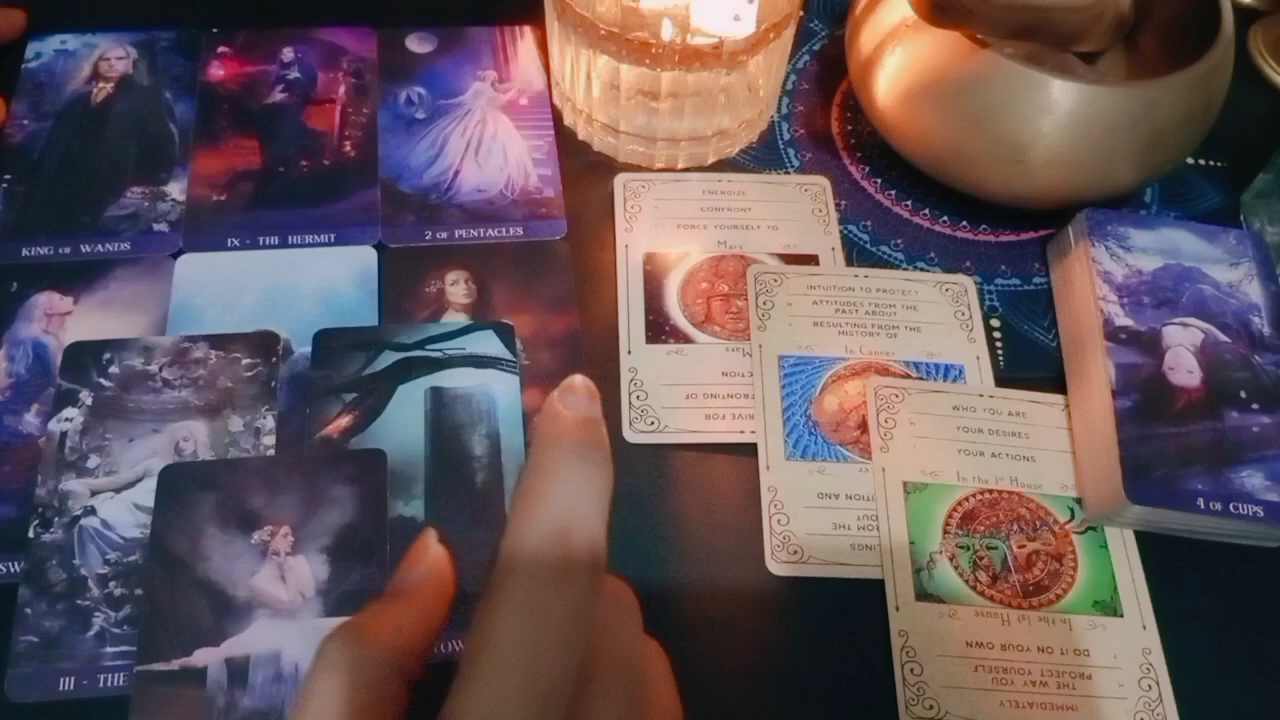 KING OF WANDS
IX - THE HERMIT
2 OF PENTACLES
III - THE
ENERGIZE
CONFRONT
FORCE YOURSELF TO
Mars
Mars
INTUITION TO PROTECT
ATTITUDES FROM THE
PAST ABOUT
RESULTING FROM THE
HISTORY OF
In Cancer
WHO YOU ARE
YOUR DESIRES
YOUR ACTIONS
In the 1st House
In the 1st House
DO IT ON YOUR OWN
PROJECT YOURSELF
THE WAY YOU
IMMEDIATELY
4 OF CUPS